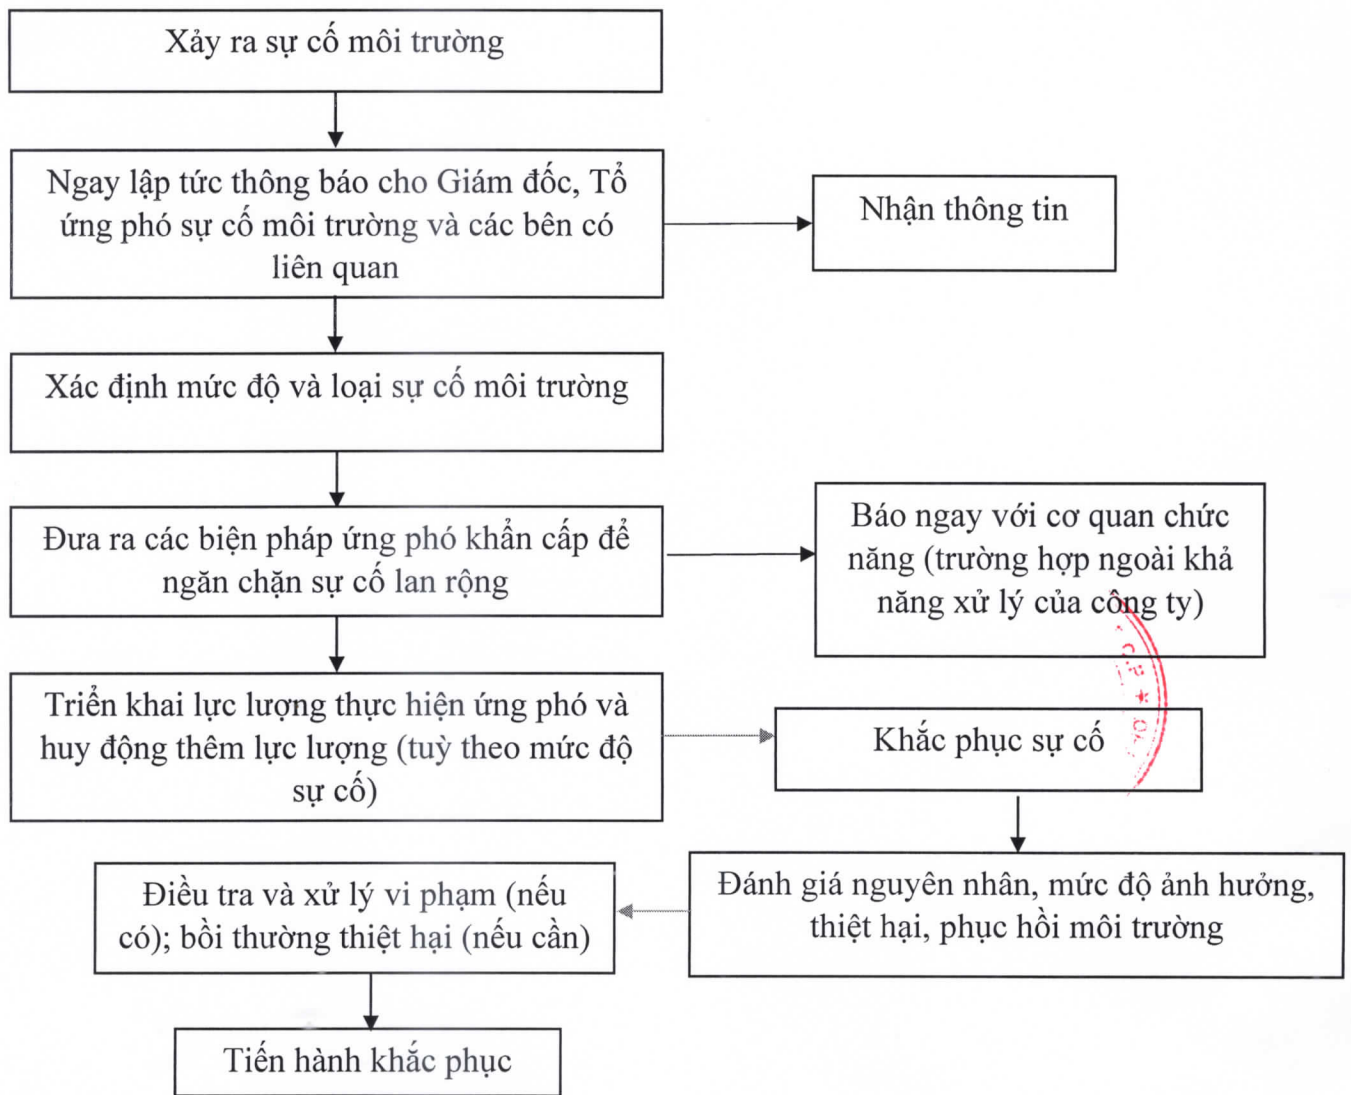 Xảy ra sự cố môi trường
Ngay lập tức thông báo cho Giám đốc, Tổ
ứng phó sự cố môi trường và các bên có
liên quan
Nhận thông tin
Xác định mức độ và loại sự cố môi trường
Đưa ra các biện pháp ứng phó khẩn cấp để
ngăn chặn sự cố lan rộng
Báo ngay với cơ quan chức
năng (trường hợp ngoài khả
năng xử lý của công ty)
Triển khai lực lượng thực hiện ứng phó và
huy động thêm lực lượng (tuỳ theo mức độ
sự cố)
Khắc phục sự cố
Đánh giá nguyên nhân, mức độ ảnh hưởng,
thiệt hại, phục hồi môi trường
Điều tra và xử lý vi phạm (nếu
có); bồi thường thiệt hại (nếu cần)
Tiến hành khắc phục